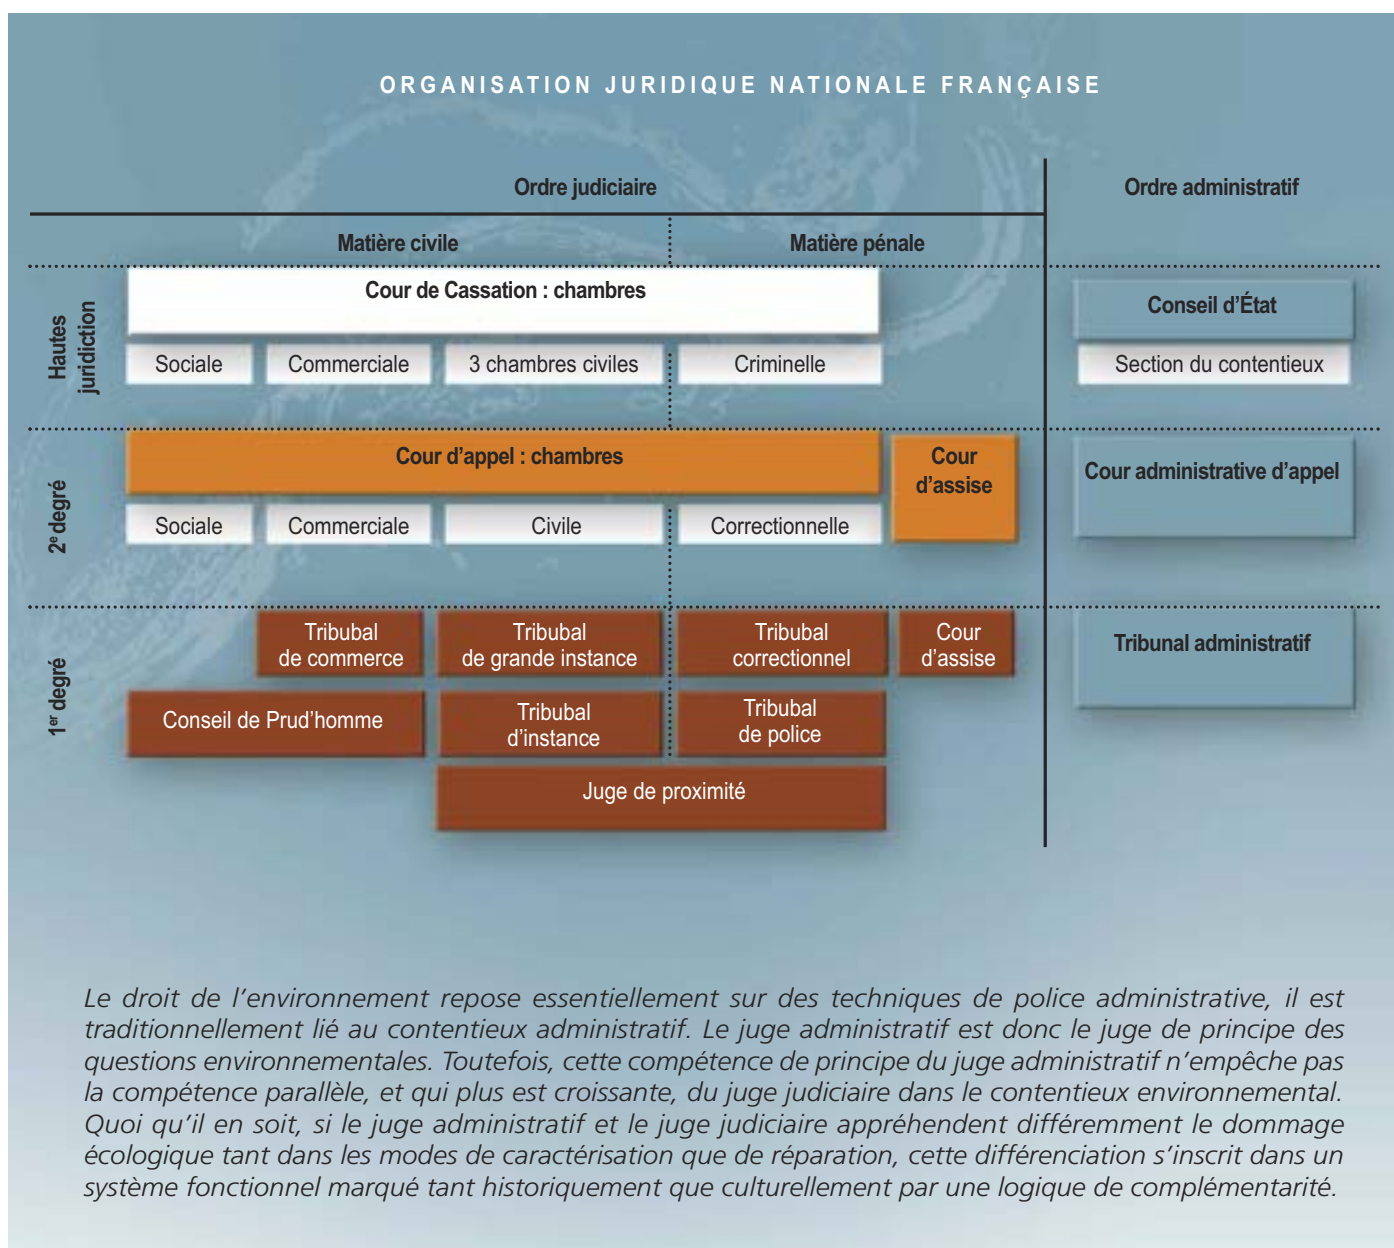 ORGANISATION JURIDIQUE NATIONALE FRANÇAISE
Ordre judiciaire
Ordre administratif
Matière civile
Matière pénale
Hautes
juridiction
Cour de Cassation : chambres
Conseil d’État
Sociale
Commerciale
3 chambres civiles
Criminelle
Section du contentieux
2e degré
Cour d’appel : chambres
Cour
d’assise
Cour administrative d’appel
Sociale
Commerciale
Civile
Correctionnelle
1er degré
Tribubal
de commerce
Tribubal
de grande instance
Tribubal
correctionnel
Cour
d’assise
Tribunal administratif
Conseil de Prud’homme
Tribubal
d’instance
Tribubal
de police
Juge de proximité
Le droit de l’environnement repose essentiellement sur des techniques de police administrative, il est
traditionnellement lié au contentieux administratif. Le juge administratif est donc le juge de principe des
questions environnementales. Toutefois, cette compétence de principe du juge administratif n’empêche pas
la compétence parallèle, et qui plus est croissante, du juge judiciaire dans le contentieux environnemental.
Quoi qu’il en soit, si le juge administratif et le juge judiciaire appréhendent différemment le dommage
écologique tant dans les modes de caractérisation que de réparation, cette différenciation s’inscrit dans un
système fonctionnel marqué tant historiquement que culturellement par une logique de complémentarité.